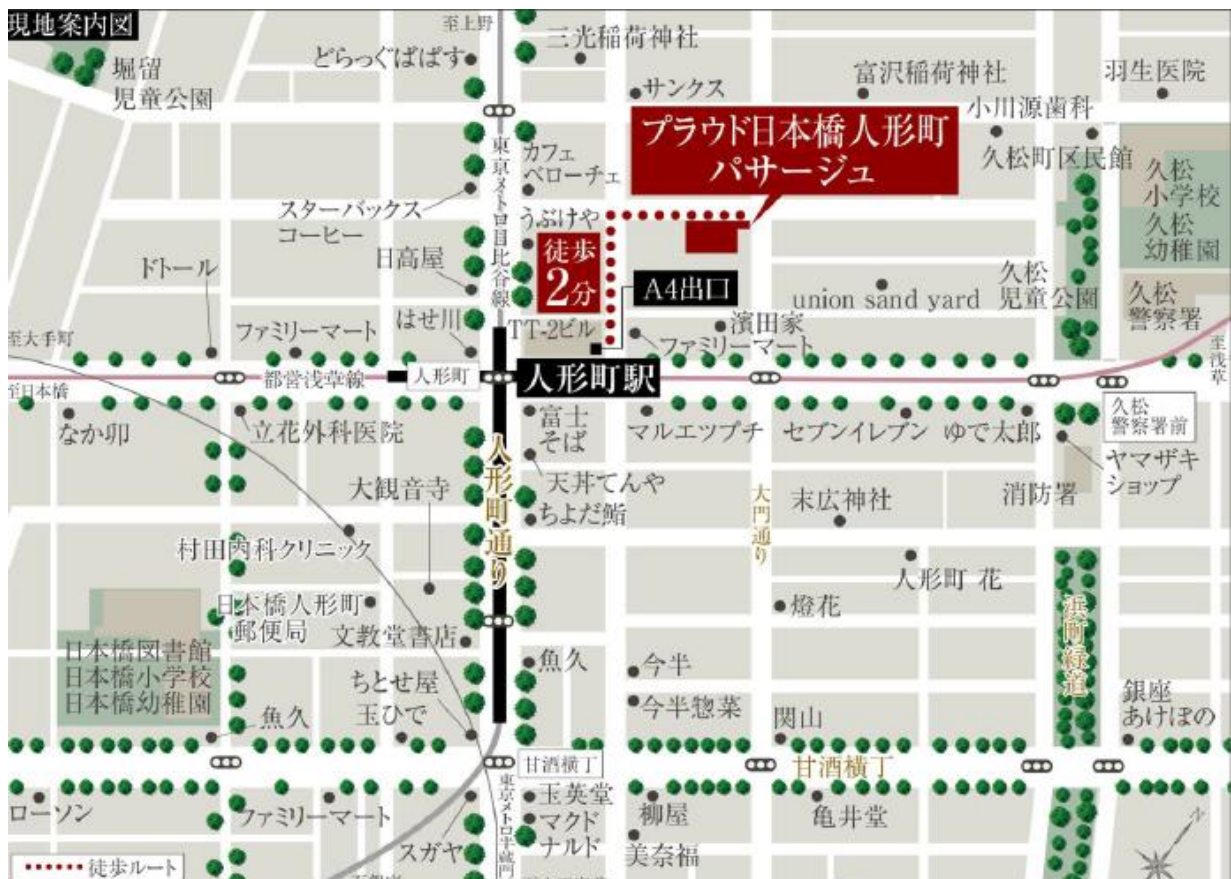 現地案内図
至上野
どらっぐぱぱす
三光稲荷神社
堀留
児童公園
サンクス
富沢稲荷神社
羽生医院
小川源歯科
プラウド日本橋人形町
パサージュ
久松町区民館
久松
小学校
久松
幼稚園
東京メトロ日比谷線
カフェ
ベローチェ
スターバックス
コーヒー
うぶけや
徒歩
2分
日高屋
ドトール
A4出口
union sand yard
久松
児童公園
久松
警察署
はせ川
TT-2ビル
濱田家
ファミリーマート
ファミリーマート
至大手町
至浅草
都営浅草線
人形町
人形町駅
至日本橋
なか卯
立花外科医院
富士
そば
マルエツプチ
セブンイレブン
ゆで太郎
久松
警察署前
人形町通り
大観音寺
天丼てんや
ちよだ鮨
大門通り
末広神社
消防署
ヤマザキ
ショップ
村田内科クリニック
人形町 花
日本橋人形町
郵便局
燈花
浜町緑道
文教堂書店
日本橋図書館
日本橋小学校
日本橋幼稚園
魚久
今半
ちとせ屋
玉ひで
今半惣菜
関山
銀座
あけぼの
魚久
甘酒横丁
甘酒横丁
東京メトロ半蔵門
ローソン
ファミリーマート
スガヤ
玉英堂
マクド
ナルド
柳屋
美奈福
亀井堂
徒歩ルート
N